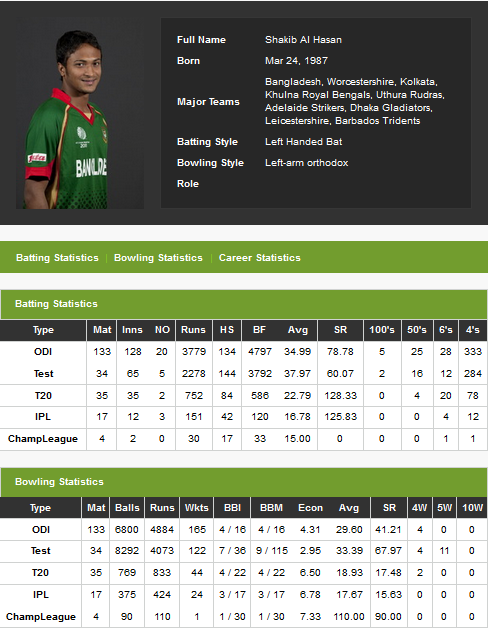 Full Name Shakib Al Hasan
Born Mar 24, 1987
Major Teams Bangladesh, Worcestershire, Kolkata,
Khulna Royal Bengals, Uthura Rudras,
Adelaide Strikers, Dhaka Gladiators,
Leicestershire, Barbados Tridents
Batting Style Left Handed Bat
Bowling Style Left-arm orthodox
Role
BANGLADE
Batting Statistics | Bowling Statistics | Career Statistics
Batting Statistics
Type Mat Inns NO Runs HS BF Avg SR 100's 50's 6's 4's
ODI 133 128 20 3779 134 4797 34.99 78.78 5 25 28 333
Test 34 65 5 2278 144 3792 37.97 60.07 2 16 12 284
T20 35 35 2 752 84 586 22.79 128.33 0 4 20 78
IPL 17 12 3 151 42 120 16.78 125.83 0 0 4 12
ChampLeague 4 2 0 30 17 33 15.00 0 0 0 1 1
Bowling Statistics
Type Mat Balls Runs Wkts BBI BBM Econ Avg SR 4W 5W 10W
ODI 133 6800 4884 165 4 / 16 4 / 16 4.31 29.60 41.21 4 0 0
Test 34 8292 4073 122 7 / 36 9 / 115 2.95 33.39 67.97 4 11 0
T20 35 769 833 44 4 / 22 4 / 22 6.50 18.93 17.48 2 0 0
IPL 17 375 424 24 3 / 17 3 / 17 6.78 17.67 15.63 0 0 0
ChampLeague 4 90 110 1 1 / 30 1 / 30 7.33 110.00 90.00 0 0 0